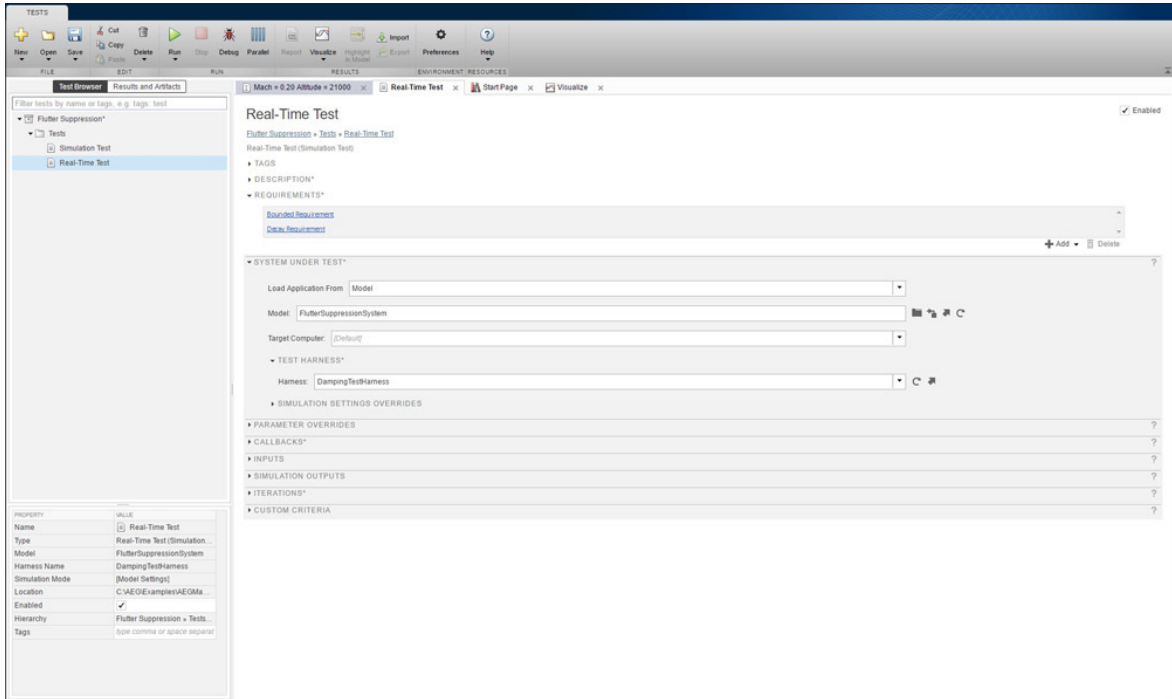 TESTS
New
Open
Save
Cut
Copy
Paste
Delete
Run
Stop
Debug
Parallel
Report
Visualize
Highlight in Model
Import
Export
Preferences
Help
FILE
EDIT
RUN
RESULTS
ENVIRONMENT
RESOURCES
Test Browser
Results and Artifacts
Filter tests by name or tags, e.g. tags: test
Flutter Suppression*
Tests
Simulation Test
Real-Time Test
Mach = 0.20 Altitude = 21000
Real-Time Test
Start Page
Visualize
Real-Time Test
Enabled
Flutter Suppression » Tests » Real-Time Test
Real-Time Test (Simulation Test)
TAGS
DESCRIPTION*
REQUIREMENTS*
Bounded Requirement
Decay Requirement
Add
Delete
SYSTEM UNDER TEST* ?
Load Application From Model
Model: FlutterSuppressionSystem
Target Computer: [Default]
TEST HARNESS*
Harness: DampingTestHarness
SIMULATION SETTINGS OVERRIDES
PARAMETER OVERRIDES ?
CALLBACKS* ?
INPUTS ?
SIMULATION OUTPUTS ?
ITERATIONS* ?
CUSTOM CRITERIA ?
PROPERTY VALUE
Name Real-Time Test
Type Real-Time Test (Simulation...
Model FlutterSuppressionSystem
Harness Name DampingTestHarness
Simulation Mode [Model Settings]
Location C:\AEG\Examples\AEGMa...
Enabled
Hierarchy Flutter Suppression » Tests...
Tags type comma or space separat